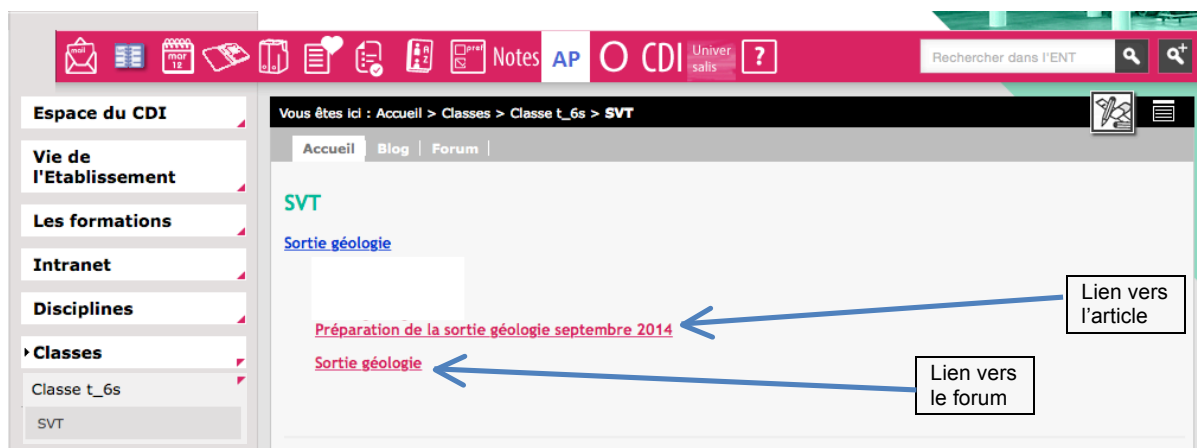 mail
mar
12
A
Z
pref
Notes
AP
O
CDI
Univer
salis
?
Rechercher dans l'ENT
Espace du CDI
Vie de
l'Etablissement
Les formations
Intranet
Disciplines
Classes
Classe t_6s
SVT
Vous êtes ici : Accueil > Classes > Classe t_6s > SVT
Accueil Blog | Forum |
SVT
Sortie géologie
Préparation de la sortie géologie septembre 2014
Sortie géologie
Lien vers
l'article
Lien vers
le forum